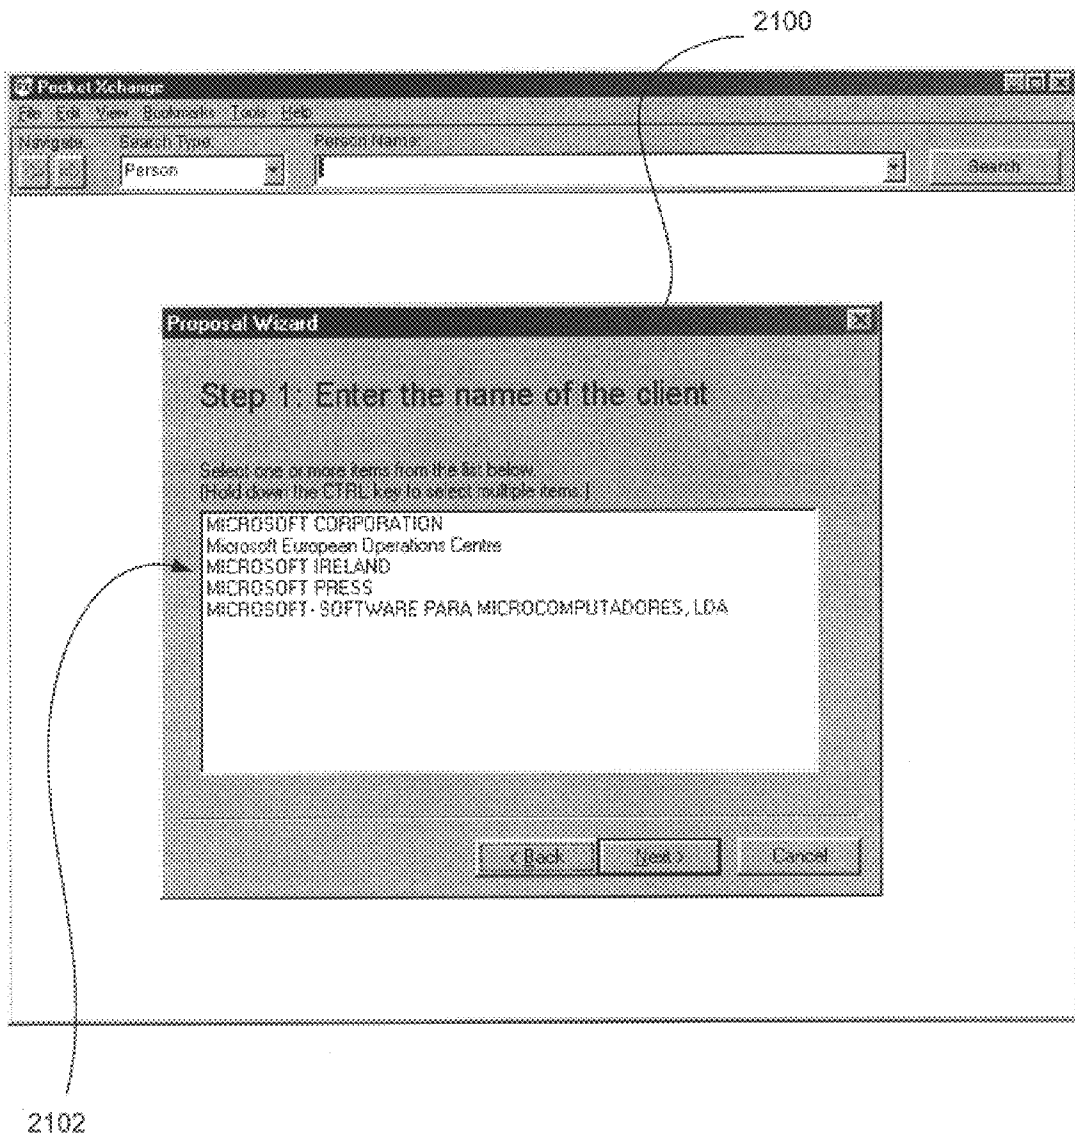 2100
Pocket Xchange
File Edit View Bookmarks Tools Help
Navigate: Search Type: Person Name:
Person Search
Proposal Wizard
Step 1: Enter the name of the client
Select one or more items from the list below.
(Hold down the CTRL key to select multiple items.)
MICROSOFT CORPORATION
Microsoft European Operations Centre
MICROSOFT IRELAND
MICROSOFT PRESS
MICROSOFT- SOFTWARE PARA MICROCOMPUTADORES, LDA
< Back Next > Cancel
2102